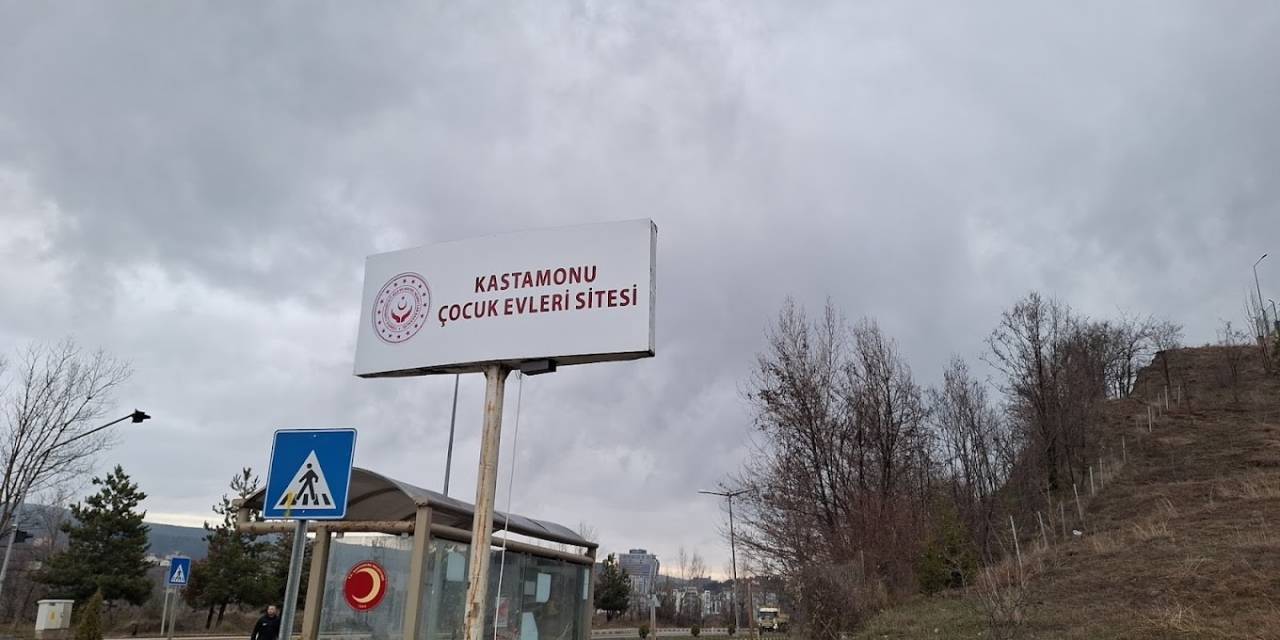 KASTAMONU
ÇOCUK EVLERİ SİTESİ